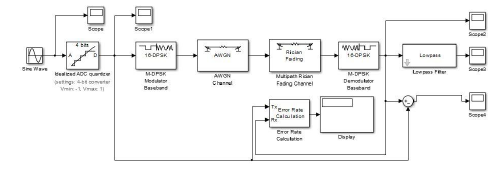 Scope
Scope1
Scope2
4 bits
A D
16-DPSK
AWGN
Rician
Fading
16-DPSK
Lowpass
Sine Wave
Idealized ADC quantizer
(settings: 4-bit converter
Vmin: -1, Vmax: 1)
M-DPSK
Modulator
Baseband
AWGN
Channel
Multipath Rician
Fading Channel
M-DPSK
Demodulator
Baseband
Lowpass Filter
Scope3
Tx
Rx
Error Rate
Calculation
Error Rate
Calculation
Display
Scope4